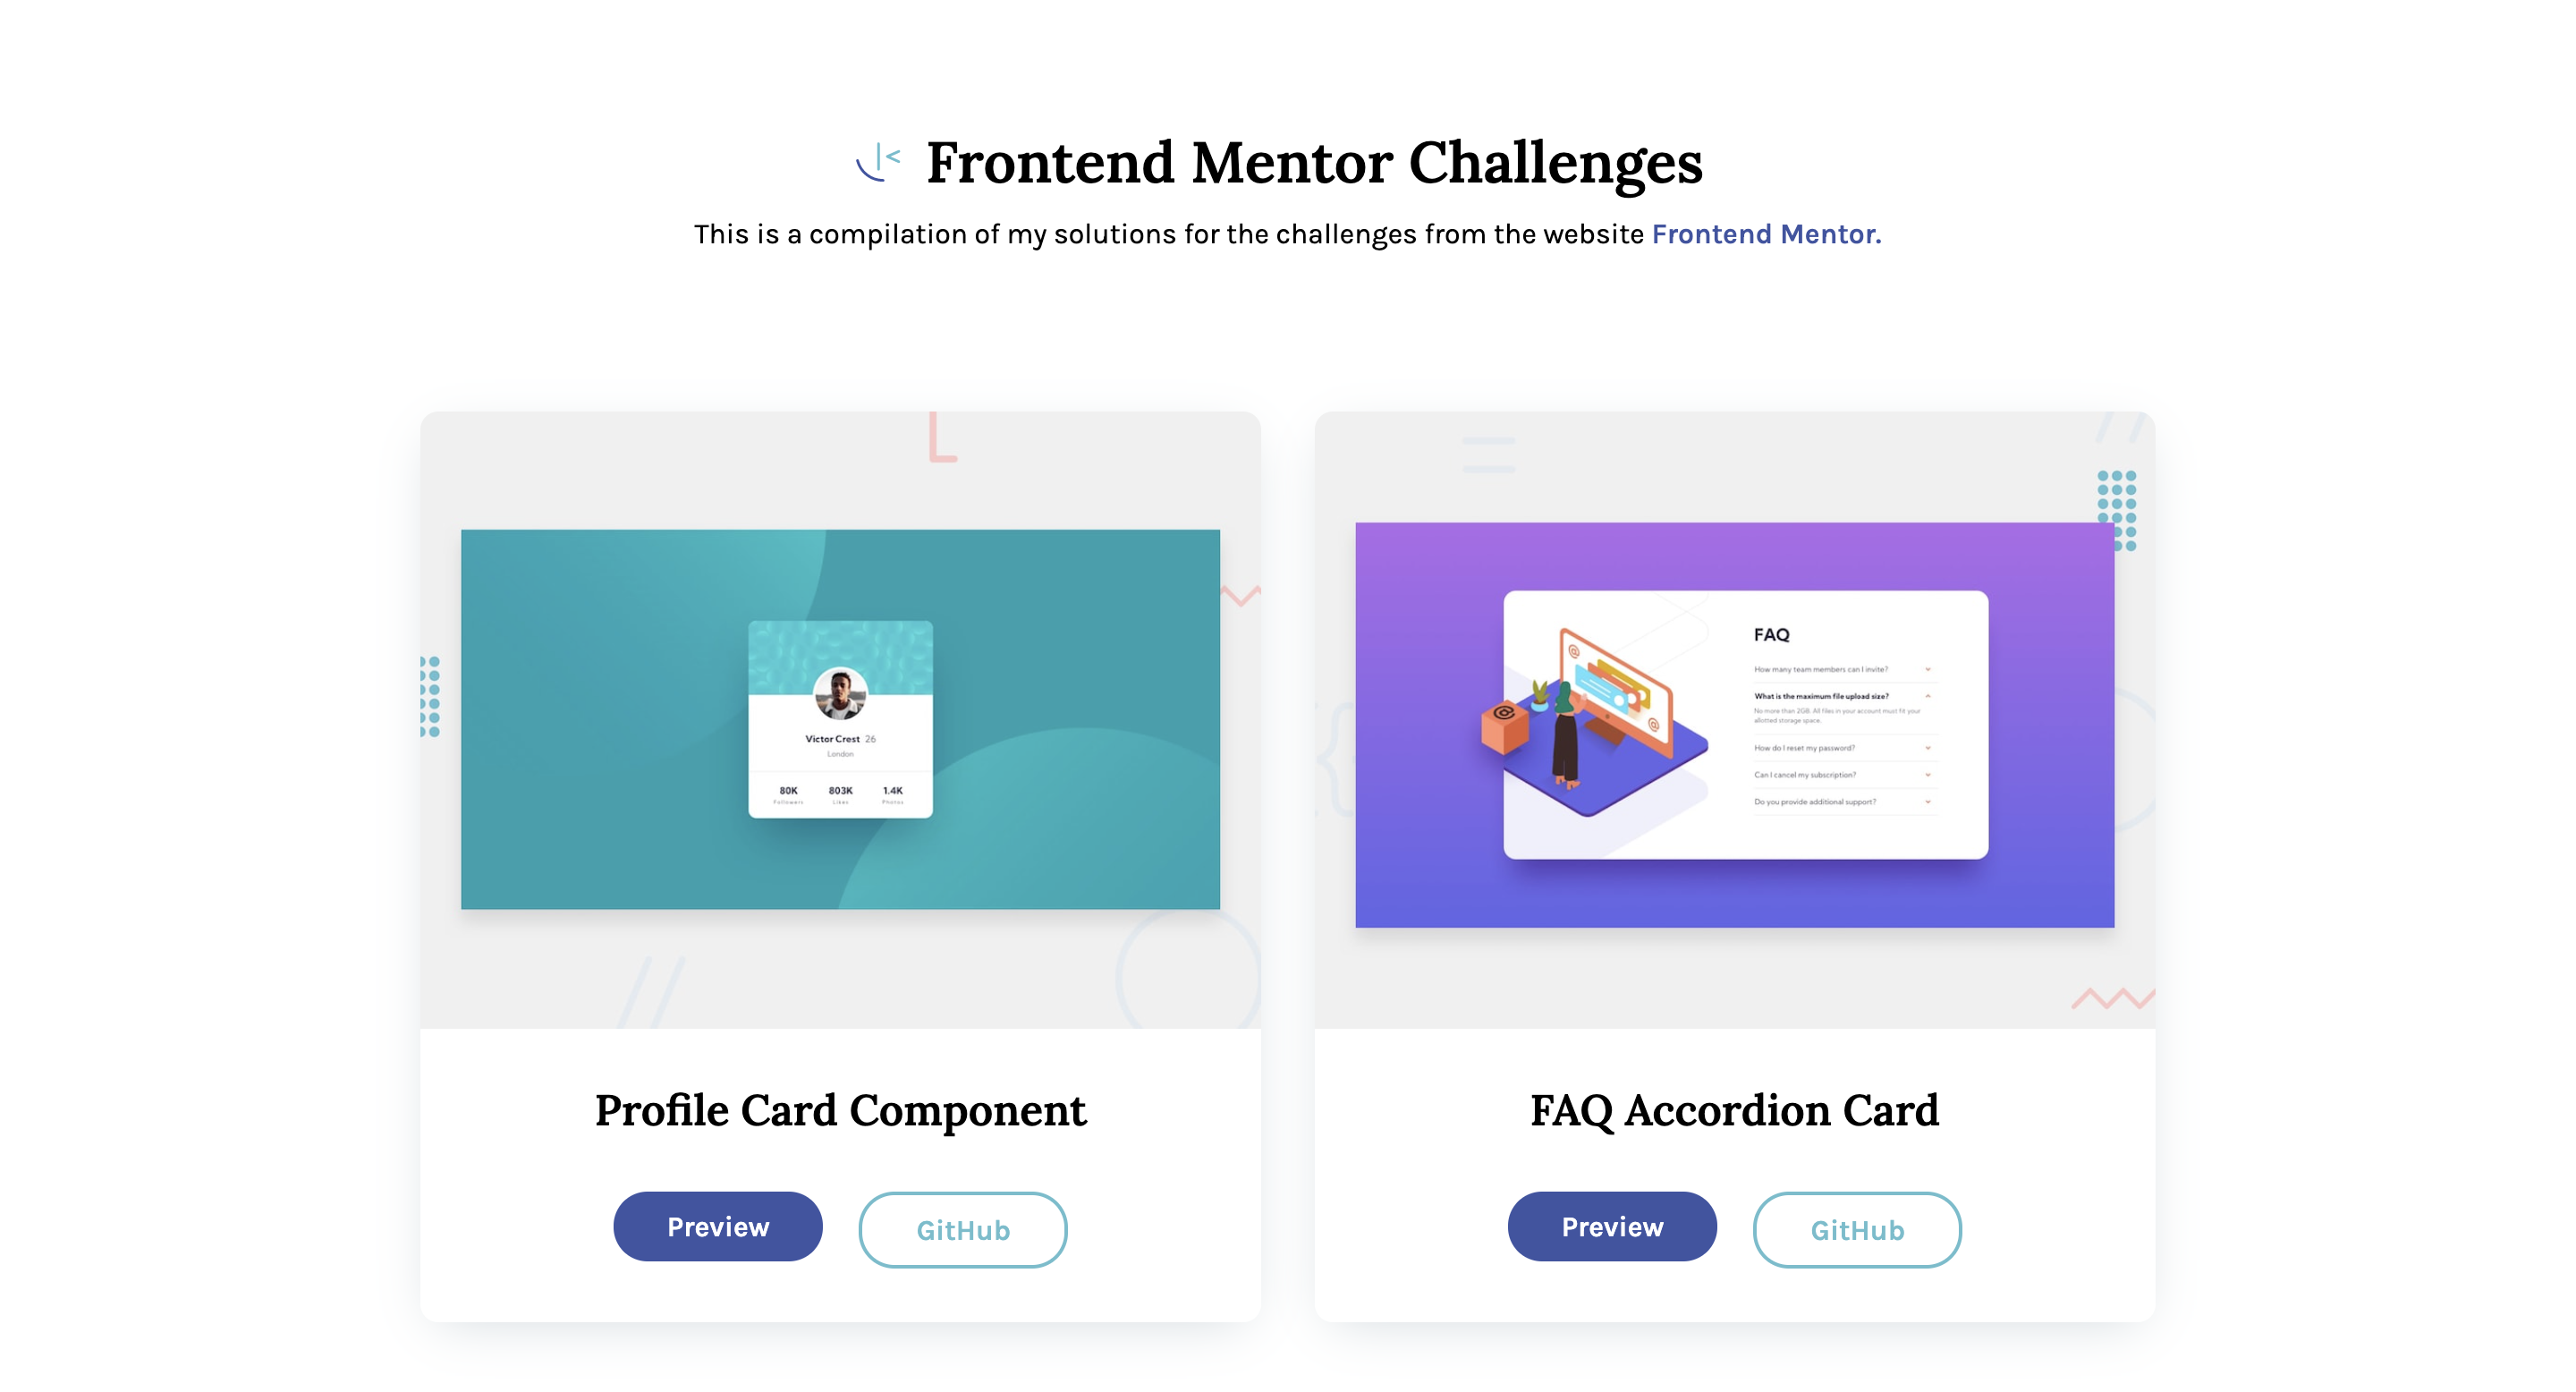 Frontend Mentor Challenges
This is a compilation of my solutions for the challenges from the website Frontend Mentor.
Victor Crest 26
London
80K 803K 1.4K
Followers Likes Photos
FAQ
How many team members can I invite?
What is the maximum file upload size?
No more than 2GB. All files in your account must fit your
allotted storage space.
How do I reset my password?
Can I cancel my subscription?
Do you provide additional support?
Profile Card Component
FAQ Accordion Card
Preview GitHub
Preview GitHub